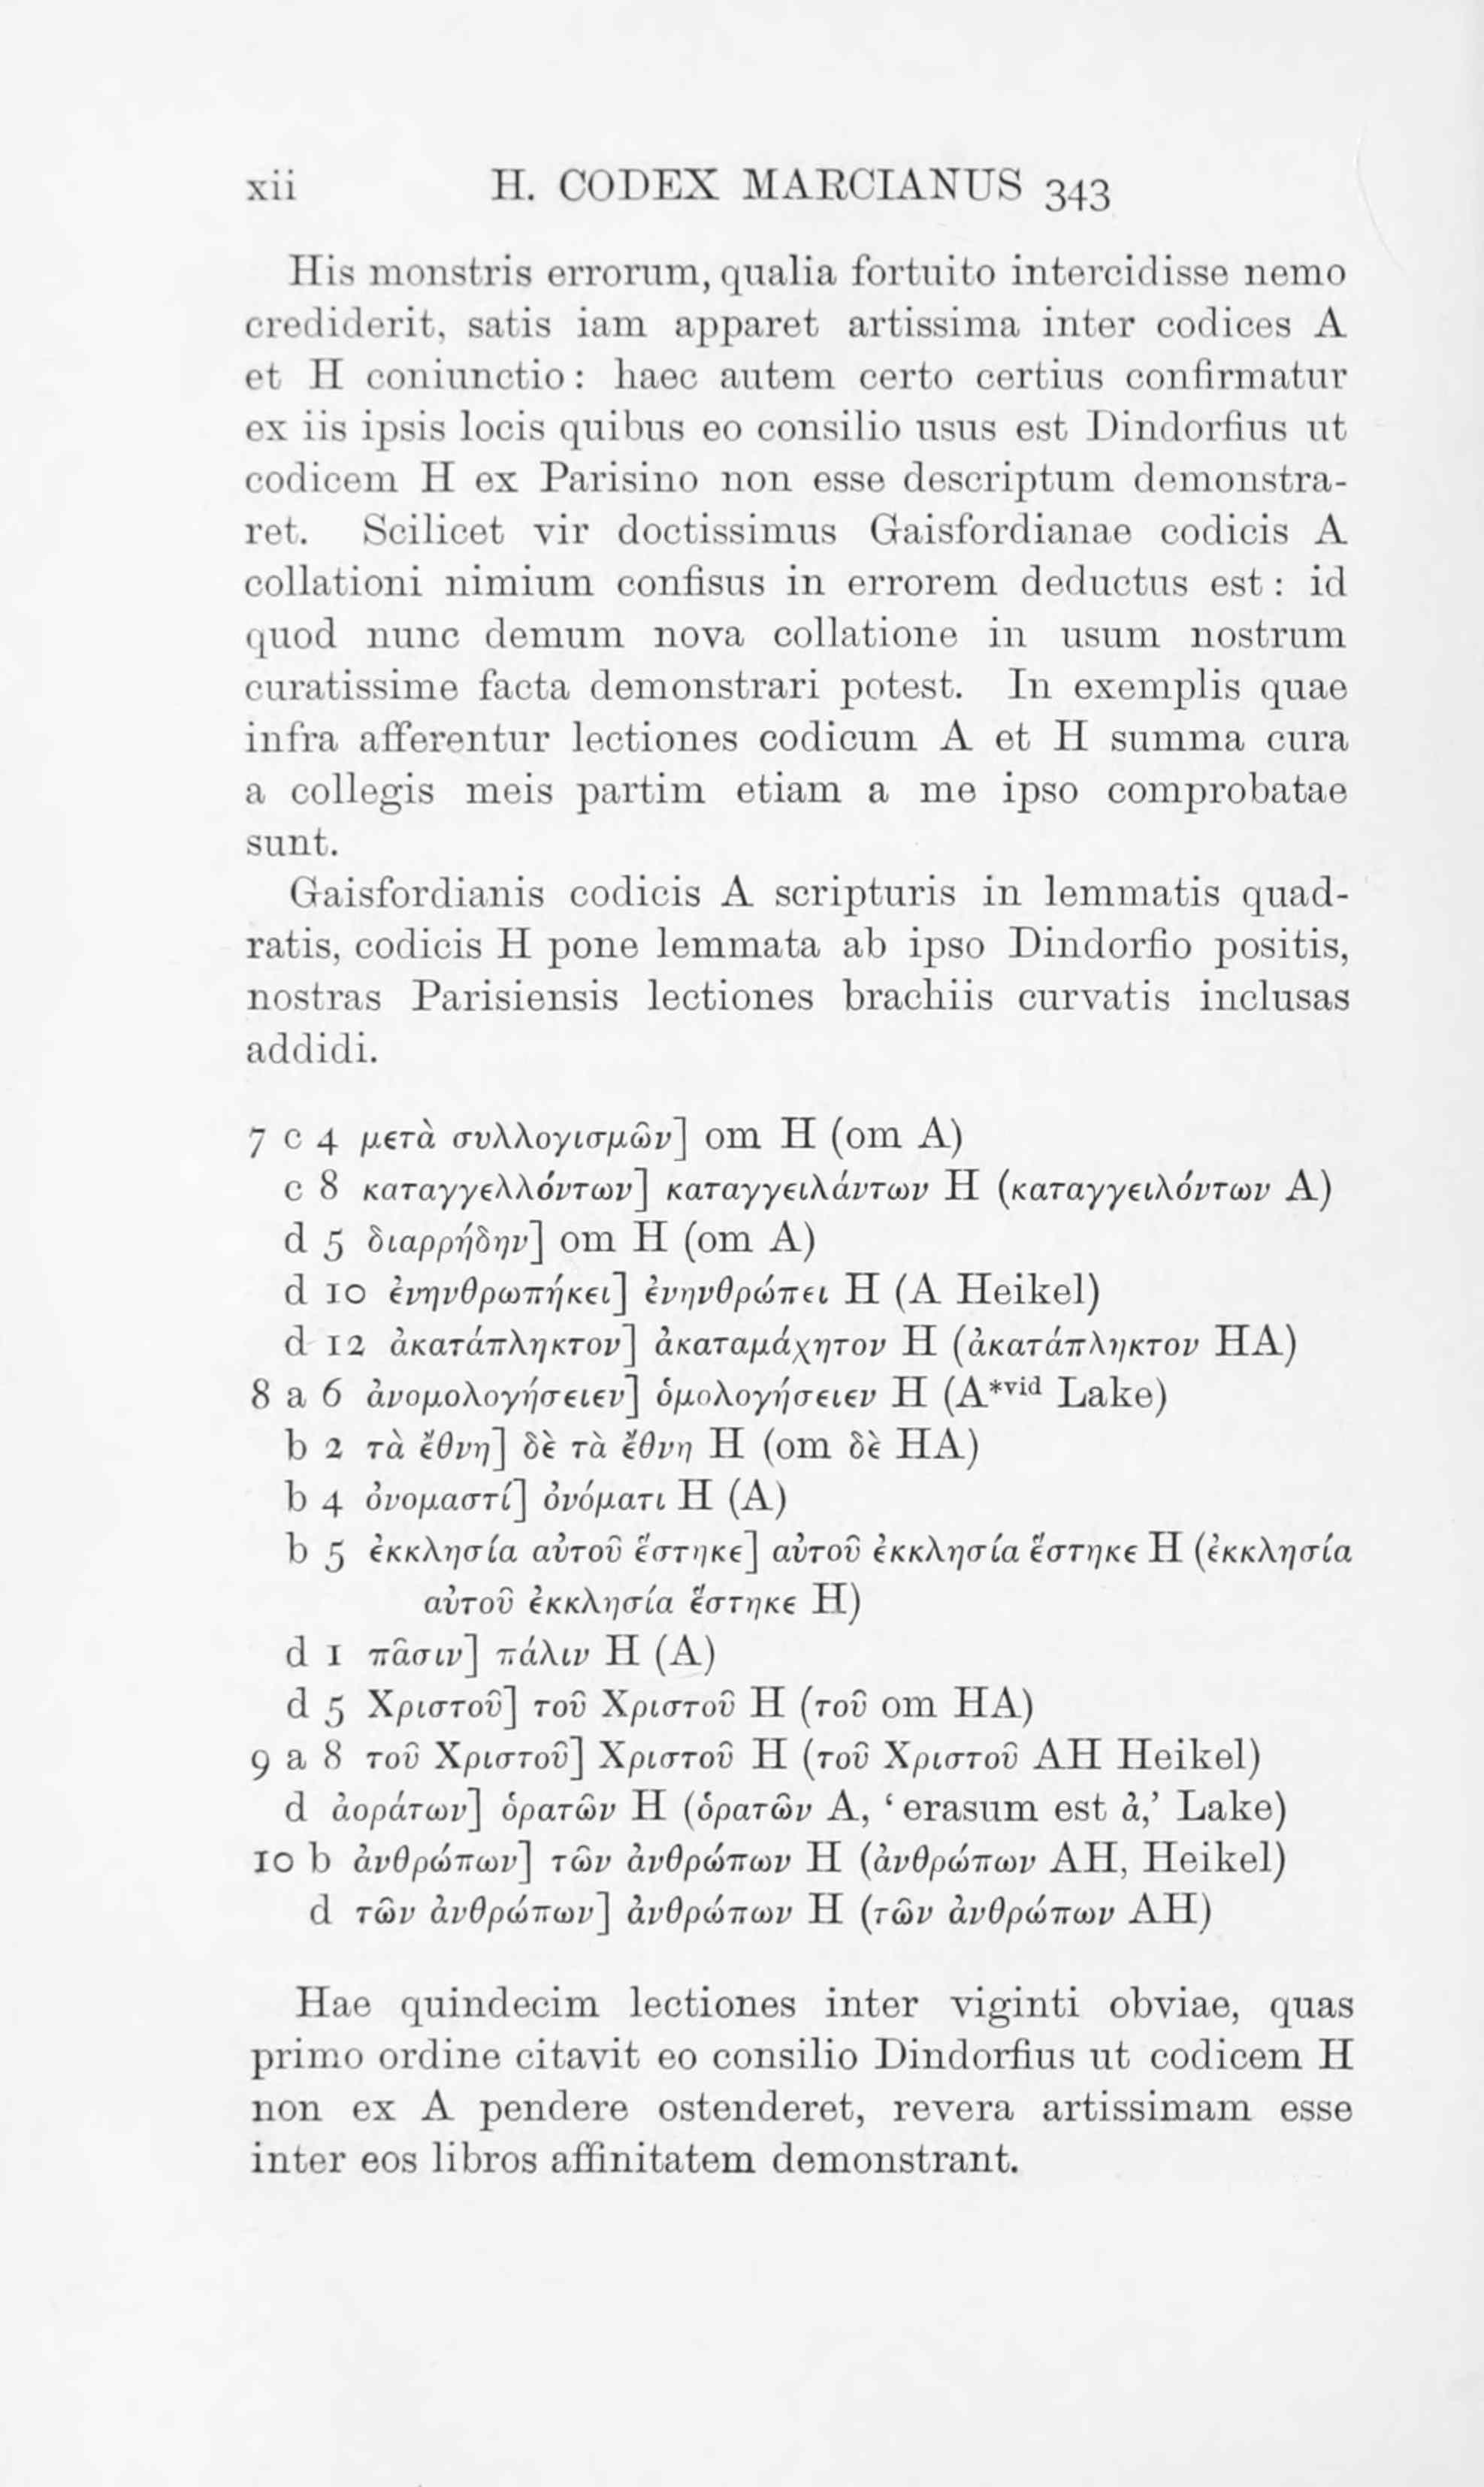 xii H. CODEX MARCIANUS 343
His monstris errorum, qualia fortuito intercidisse nemo
crediderit, satis iam apparet artissima inter codices A
et H coniunctio: haec autem certo certius confirmatur
ex iis ipsis locis quibus eo consilio usus est Dindorfius ut
codicem H ex Parisino non esse descriptum demonstra-
ret. Scilicet vir doctissimus Gaisfordianae codicis A
collationi nimium confisus in errorem deductus est: id
quod nunc demum nova collatione in usum nostrum
curatissime facta demonstrari potest. In exemplis quae
infra afferentur lectiones codicum A et H summa cura
a collegis meis partim etiam a me ipso comprobatae
sunt.
Gaisfordianis codicis A scripturis in lemmatis quad-
ratis, codicis H pone lemmata ab ipso Dindorfio positis,
nostras Parisiensis lectiones brachiis curvatis inclusas
addidi.
7 c 4 μετὰ συλλογισμῶν] om H (om A)
c 8 καταγγελλόντων] καταγγειλάντων H (καταγγειλόντων A)
d 5 διαρρήδην] om H (om A)
d 10 ἐνηνθρωπήκει] ἐνηνθρώπει H (A Heikel)
d 12 ἀκατάπληκτον] ἀκαταμάχητον H (ἀκατάπληκτον HA)
8 a 6 ἀνομολογήσειεν] ὁμολογήσειεν H (A*vid Lake)
b 2 τὰ ἔθνη] δὲ τὰ ἔθνη H (om δὲ HA)
b 4 ὀνομαστί] ὀνόματι H (A)
b 5 ἐκκλησία αὐτοῦ ἕστηκε] αὐτοῦ ἐκκλησία ἕστηκε H (ἐκκλησία
αὐτοῦ ἐκκλησία ἕστηκε H)
d 1 πᾶσιν] πάλιν H (A)
d 5 Χριστοῦ] τοῦ Χριστοῦ H (τοῦ om HA)
9 a 8 τοῦ Χριστοῦ] Χριστοῦ H (τοῦ Χριστοῦ AH Heikel)
d ἀοράτων] ὁρατῶν H (ὁρατῶν A, ‘erasum est ἀ,’ Lake)
10 b ἀνθρώπων] τῶν ἀνθρώπων H (ἀνθρώπων AH, Heikel)
d τῶν ἀνθρώπων] ἀνθρώπων H (τῶν ἀνθρώπων AH)
Hae quindecim lectiones inter viginti obviae, quas
primo ordine citavit eo consilio Dindorfius ut codicem H
non ex A pendere ostenderet, revera artissimam esse
inter eos libros affinitatem demonstrant.